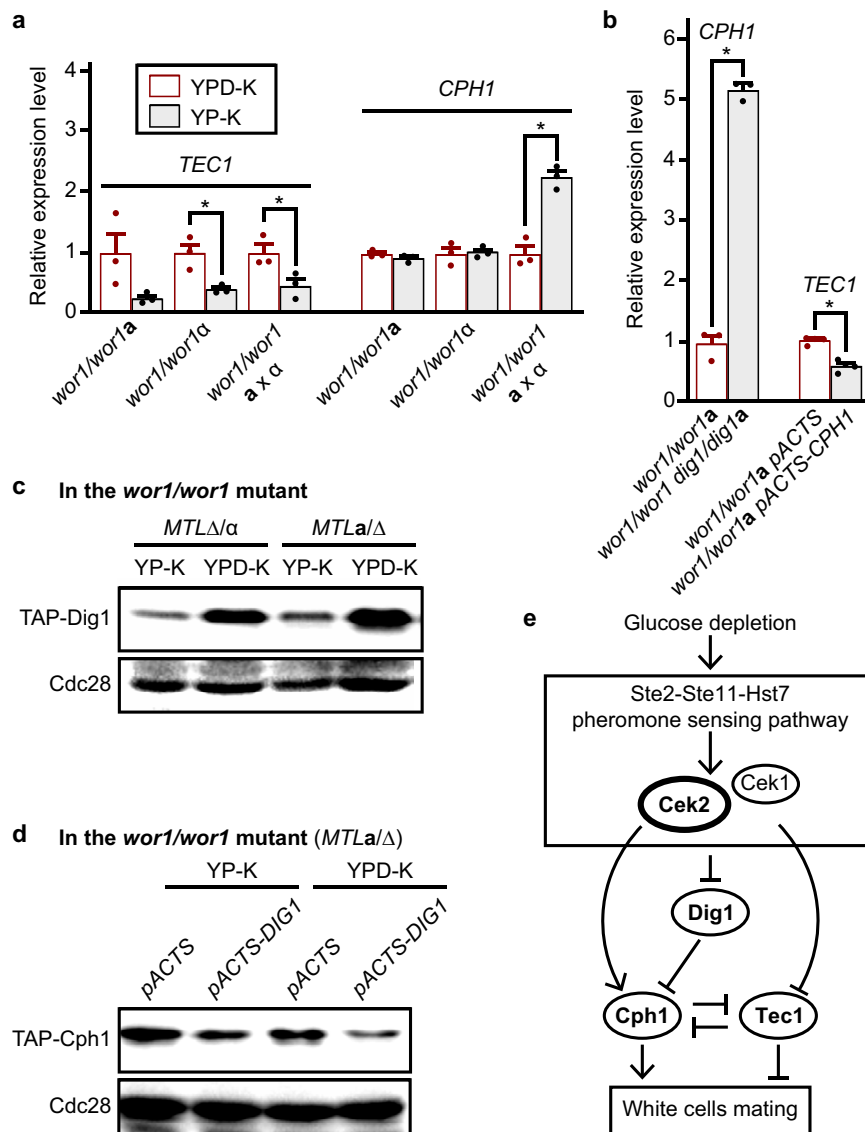 a
Relative expression level
4
3
2
1
0
YPD-K
YP-K
TEC1
CPH1
*
*
*
wor1/wor1a
wor1/wor1α
wor1/wor1
a x α
wor1/wor1a
wor1/wor1α
wor1/wor1
a x α
b
Relative expression level
6
5
4
3
2
1
0
CPH1
*
TEC1
*
wor1/wor1a
wor1/wor1 dig1/dig1a
wor1/wor1a pACTS
wor1/wor1a pACTS-CPH1
c In the wor1/wor1 mutant
MTLΔ/α MTLa/Δ
YP-K YPD-K YP-K YPD-K
TAP-Dig1
Cdc28
d In the wor1/wor1 mutant (MTLa/Δ)
YP-K YPD-K
pACTS
pACTS-DIG1
pACTS
pACTS-DIG1
TAP-Cph1
Cdc28
e
Glucose depletion
Ste2-Ste11-Hst7
pheromone sensing pathway
Cek2
Cek1
Dig1
Cph1
Tec1
White cells mating